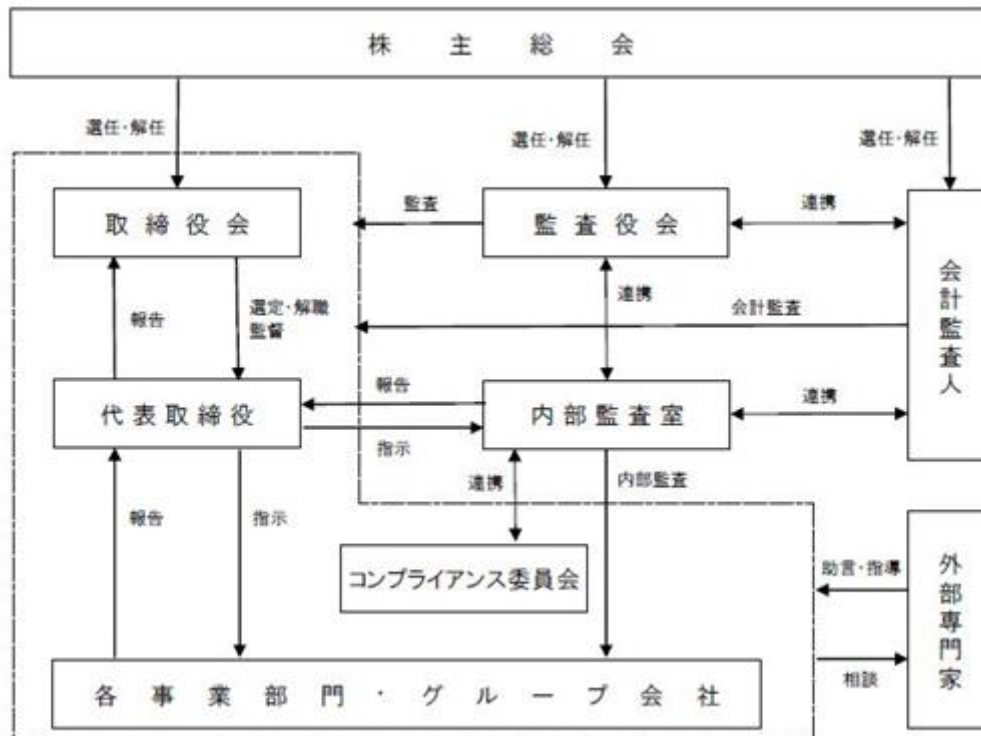 株主総会
選任・解任
選任・解任
選任・解任
取締役会
監査
監査役会
連携
会計監査人
報告
選定・解職
監督
連携
会計監査
代表取締役
報告
指示
内部監査室
連携
報告
指示
連携
内部監査
コンプライアンス委員会
助言・指導
外部専門家
相談
各事業部門・グループ会社